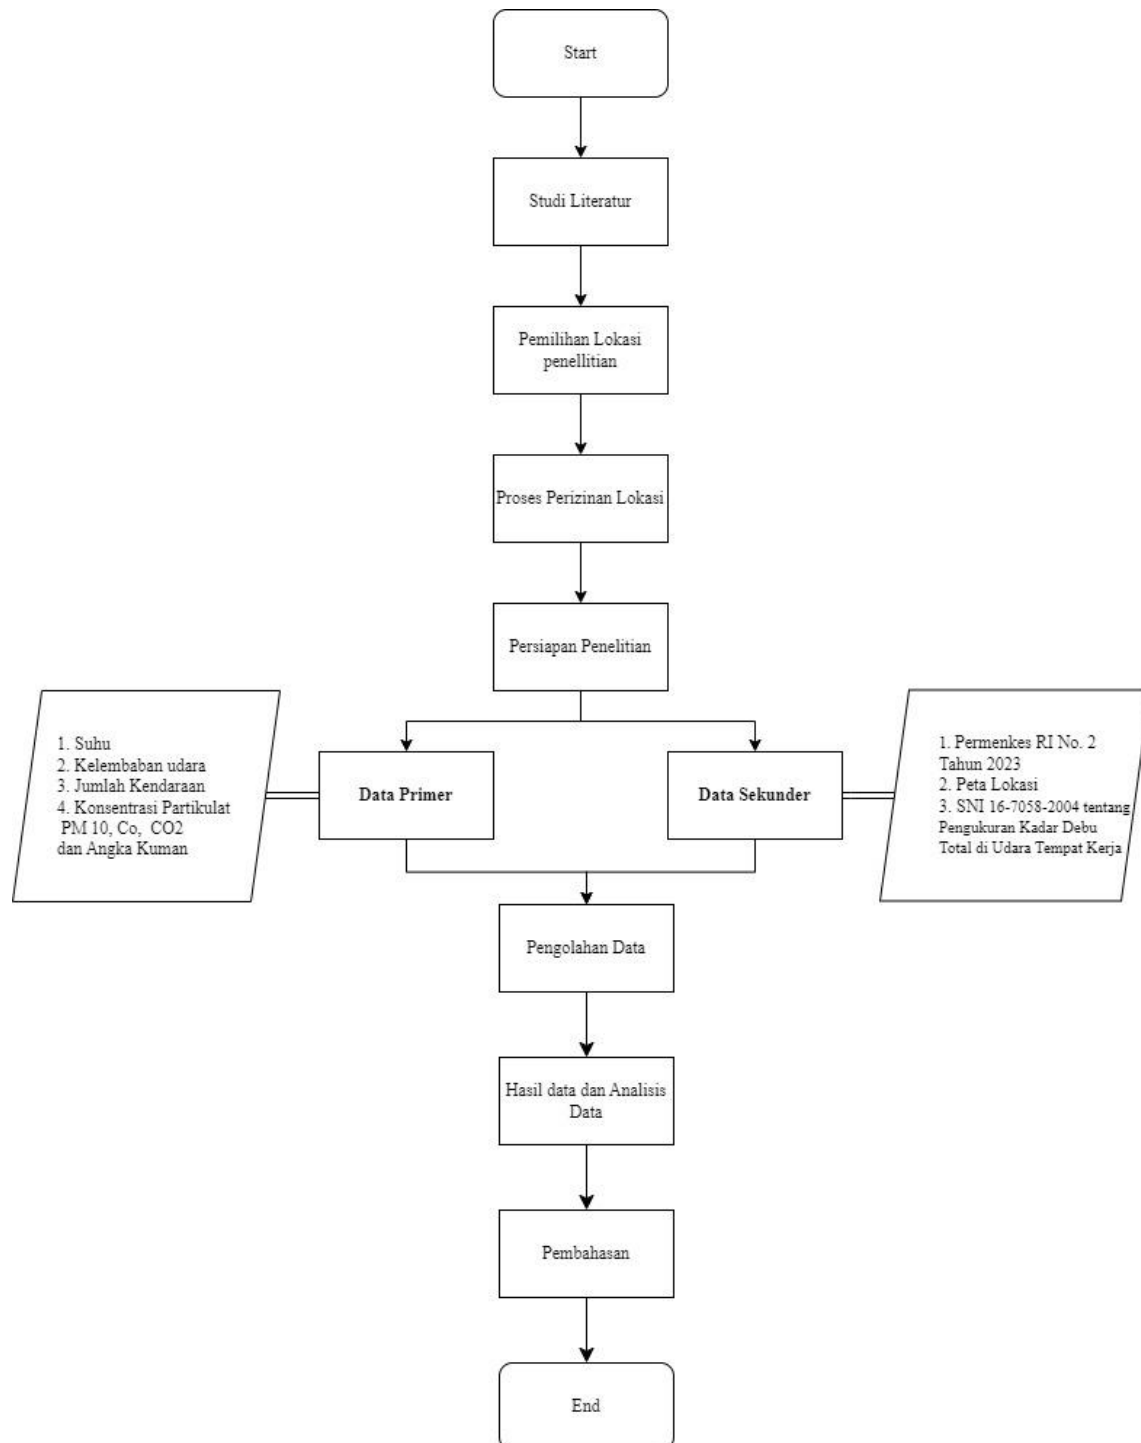 Start
Studi Literatur
Pemilihan Lokasi
penellitian
Proses Perizinan Lokasi
Persiapan Penelitian
1. Suhu
2. Kelembaban udara
3. Jumlah Kendaraan
4. Konsentrasi Partikulat
PM 10, Co, CO2
dan Angka Kuman
Data Primer
Data Sekunder
1. Permenkes RI No. 2
Tahun 2023
2. Peta Lokasi
3. SNI 16-7058-2004 tentang
Pengukuran Kadar Debu
Total di Udara Tempat Kerja
Pengolahan Data
Hasil data dan Analisis
Data
Pembahasan
End